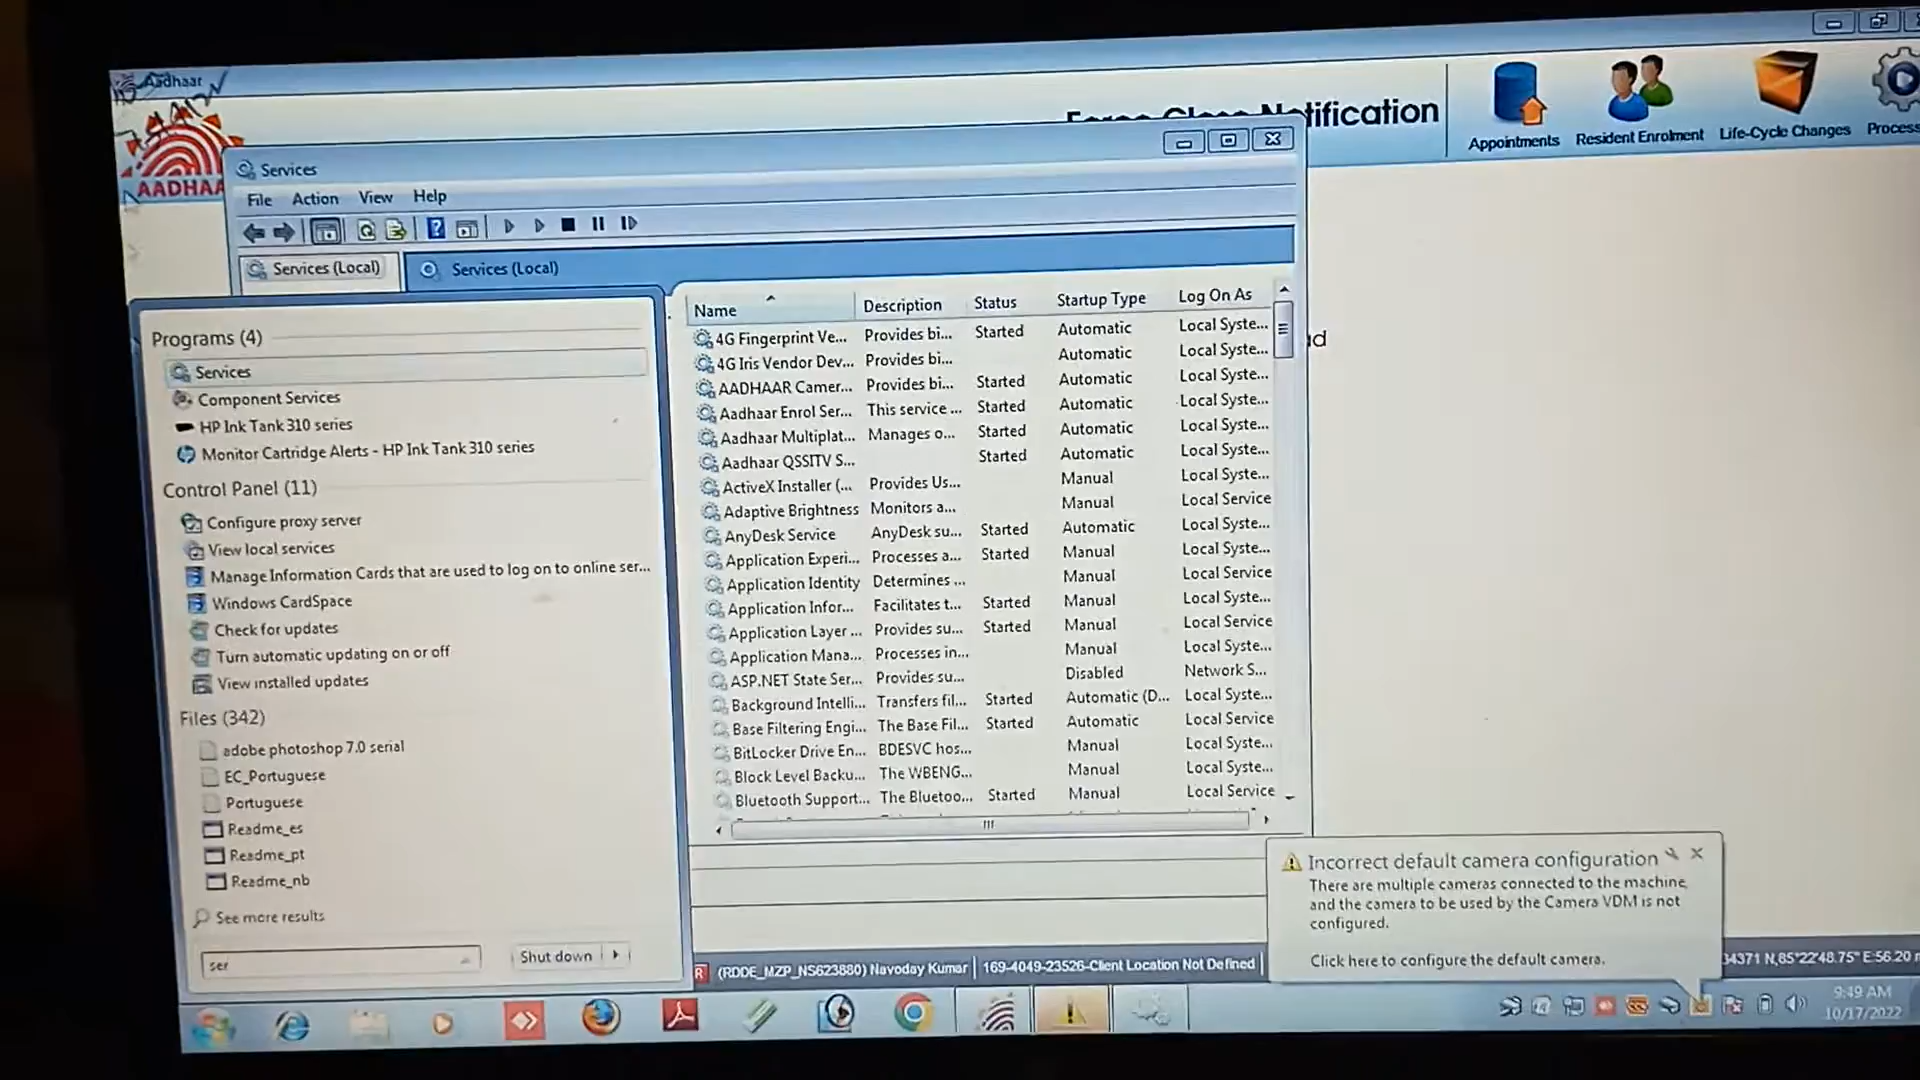 Aadhaar
AADHAA
Force Close Notification
Appointments
Resident Enrolment
Life-Cycle Changes
Process
Services
File Action View Help
Services (Local)
Services (Local)
Programs (4)
Services
Component Services
HP Ink Tank 310 series
Monitor Cartridge Alerts - HP Ink Tank 310 series
Control Panel (11)
Configure proxy server
View local services
Manage Information Cards that are used to log on to online ser...
Windows CardSpace
Check for updates
Turn automatic updating on or off
View installed updates
Files (342)
adobe photoshop 7.0 serial
EC_Portuguese
Portuguese
Readme_es
Readme_pt
Readme_nb
See more results
ser
Shut down
Name Description Status Startup Type Log On As
4G Fingerprint Ve... Provides bi... Started Automatic Local Syste...
4G Iris Vendor Dev... Provides bi... Automatic Local Syste...
AADHAAR Camer... Provides bi... Started Automatic Local Syste...
Aadhaar Enrol Ser... This service ... Started Automatic Local Syste...
Aadhaar Multiplat... Manages o... Started Automatic Local Syste...
Aadhaar QSSITV S... Started Automatic Local Syste...
ActiveX Installer (... Provides Us... Manual Local Syste...
Adaptive Brightness Monitors a... Manual Local Service
AnyDesk Service AnyDesk su... Started Automatic Local Syste...
Application Experi... Processes a... Started Manual Local Syste...
Application Identity Determines ... Manual Local Service
Application Infor... Facilitates t... Started Manual Local Syste...
Application Layer ... Provides su... Started Manual Local Service
Application Mana... Processes in... Manual Local Syste...
ASP.NET State Ser... Provides su... Disabled Network S...
Background Intelli... Transfers fil... Started Automatic (D... Local Syste...
Base Filtering Engi... The Base Fil... Started Automatic Local Service
BitLocker Drive En... BDESVC hos... Manual Local Syste...
Block Level Backu... The WBENG... Manual Local Syste...
Bluetooth Support... The Bluetoo... Started Manual Local Service
Incorrect default camera configuration
There are multiple cameras connected to the machine,
and the camera to be used by the Camera VDM is not
configured.
Click here to configure the default camera.
(RDDE_MZP_NS623880) Navoday Kumar
169-4049-23526-Client Location Not Defined
34371 N,85°22'48.75" E:56.20
9:49 AM
10/17/2022